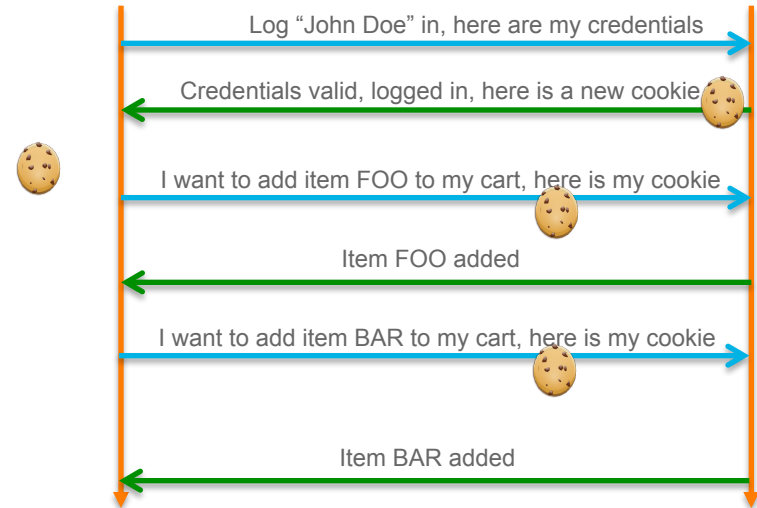 Log “John Doe” in, here are my credentials
Credentials valid, logged in, here is a new cookie
I want to add item FOO to my cart, here is my cookie
Item FOO added
I want to add item BAR to my cart, here is my cookie
Item BAR added